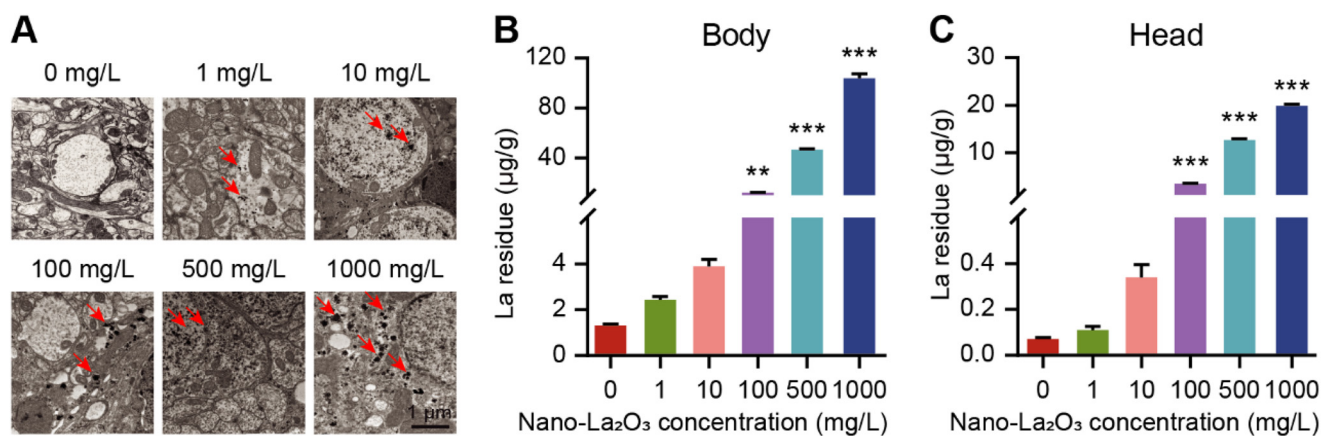 A
0 mg/L
1 mg/L
10 mg/L
100 mg/L
500 mg/L
1000 mg/L
1 μm
B
Body
La residue (μg/g)
120
80
40
4
2
0
**
***
***
0 1 10 100 500 1000
Nano-La₂O₃ concentration (mg/L)
C
Head
La residue (μg/g)
30
20
10
0.4
0.2
0.0
***
***
***
0 1 10 100 500 1000
Nano-La₂O₃ concentration (mg/L)